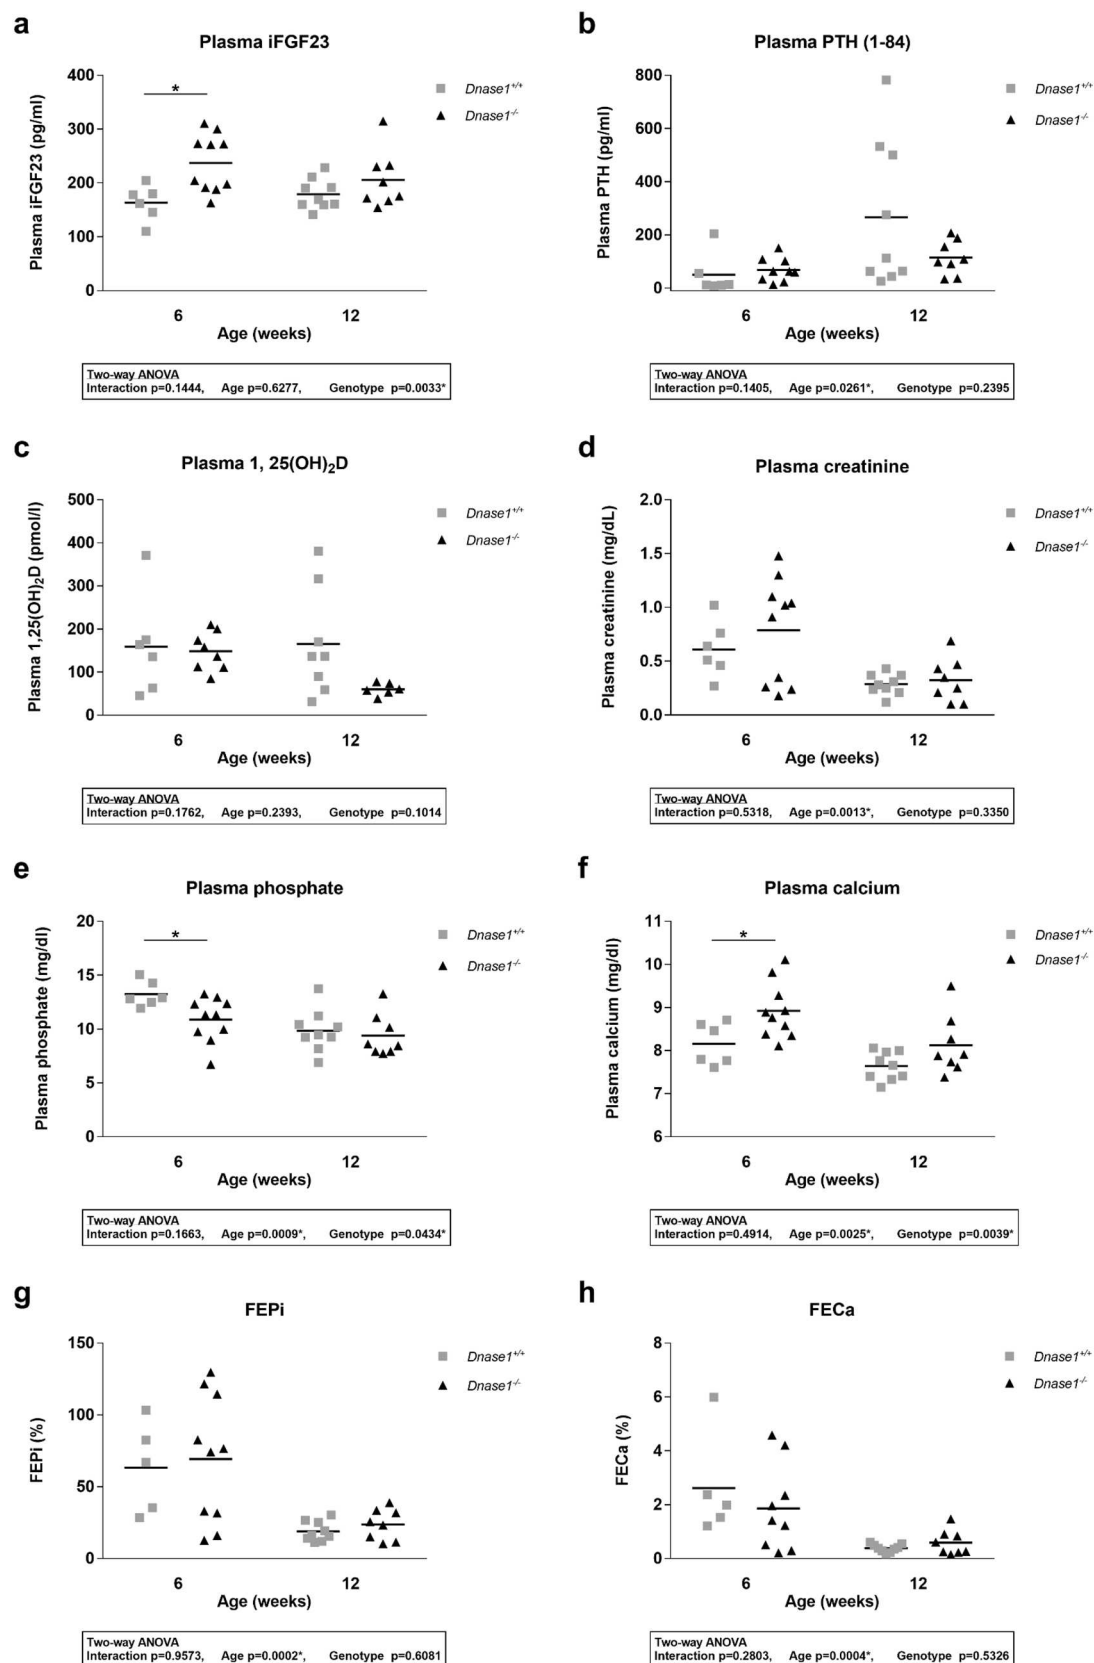 a
Plasma iFGF23
Plasma iFGF23 (pg/ml)
400
300
200
100
0
*
Dnase1+/+
Dnase1-/-
6 12
Age (weeks)
Two-way ANOVA
Interaction p=0.1444, Age p=0.6277, Genotype p=0.0033*
b
Plasma PTH (1-84)
Plasma PTH (pg/ml)
800
600
400
200
0
Dnase1+/+
Dnase1-/-
6 12
Age (weeks)
Two-way ANOVA
Interaction p=0.1405, Age p=0.0261*, Genotype p=0.2395
c
Plasma 1, 25(OH)2D
Plasma 1,25(OH)2D (pmol/l)
500
400
300
200
100
0
Dnase1+/+
Dnase1-/-
6 12
Age (weeks)
Two-way ANOVA
Interaction p=0.1762, Age p=0.2393, Genotype p=0.1014
d
Plasma creatinine
Plasma creatinine (mg/dL)
2.0
1.5
1.0
0.5
0.0
Dnase1+/+
Dnase1-/-
6 12
Age (weeks)
Two-way ANOVA
Interaction p=0.5318, Age p=0.0013*, Genotype p=0.3350
e
Plasma phosphate
Plasma phosphate (mg/dl)
20
15
10
5
0
*
Dnase1+/+
Dnase1-/-
6 12
Age (weeks)
Two-way ANOVA
Interaction p=0.1663, Age p=0.0009*, Genotype p=0.0434*
f
Plasma calcium
Plasma calcium (mg/dl)
11
10
9
8
7
6
*
Dnase1+/+
Dnase1-/-
6 12
Age (weeks)
Two-way ANOVA
Interaction p=0.4914, Age p=0.0025*, Genotype p=0.0039*
g
FEPi
FEPi (%)
150
100
50
0
Dnase1+/+
Dnase1-/-
6 12
Age (weeks)
Two-way ANOVA
Interaction p=0.9573, Age p=0.0002*, Genotype p=0.6081
h
FECa
FECa (%)
8
6
4
2
0
Dnase1+/+
Dnase1-/-
6 12
Age (weeks)
Two-way ANOVA
Interaction p=0.2803, Age p=0.0004*, Genotype p=0.5326